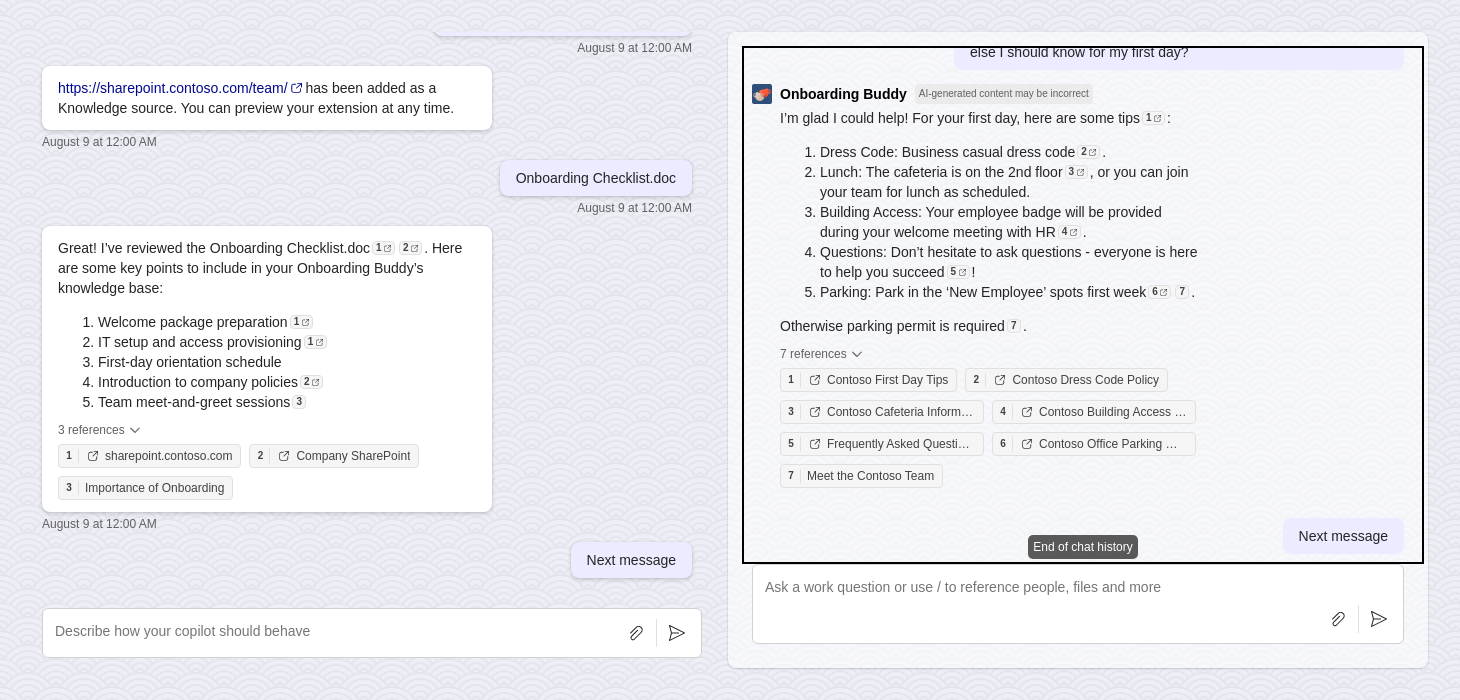 August 9 at 12:00 AM
https://sharepoint.contoso.com/team/ has been added as a
Knowledge source. You can preview your extension at any time.
August 9 at 12:00 AM
Onboarding Checklist.doc
August 9 at 12:00 AM
Great! I’ve reviewed the Onboarding Checklist.doc 1 2 . Here
are some key points to include in your Onboarding Buddy’s
knowledge base:
1. Welcome package preparation 1
2. IT setup and access provisioning 1
3. First-day orientation schedule
4. Introduction to company policies 2
5. Team meet-and-greet sessions 3
3 references
1 sharepoint.contoso.com 2 Company SharePoint
3 Importance of Onboarding
August 9 at 12:00 AM
Next message
Describe how your copilot should behave
else I should know for my first day?
Onboarding Buddy AI-generated content may be incorrect
I’m glad I could help! For your first day, here are some tips 1 :
1. Dress Code: Business casual dress code 2 .
2. Lunch: The cafeteria is on the 2nd floor 3 , or you can join
your team for lunch as scheduled.
3. Building Access: Your employee badge will be provided
during your welcome meeting with HR 4 .
4. Questions: Don’t hesitate to ask questions - everyone is here
to help you succeed 5 !
5. Parking: Park in the ‘New Employee’ spots first week 6 7 .
Otherwise parking permit is required 7 .
7 references
1 Contoso First Day Tips 2 Contoso Dress Code Policy
3 Contoso Cafeteria Inform… 4 Contoso Building Access …
5 Frequently Asked Questi… 6 Contoso Office Parking …
7 Meet the Contoso Team
Next message
End of chat history
Ask a work question or use / to reference people, files and more